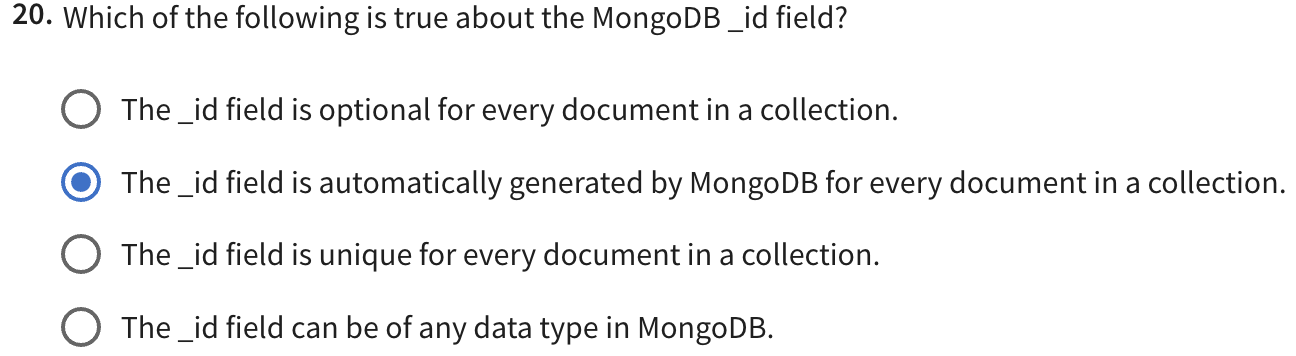 20. Which of the following is true about the MongoDB _id field?
The _id field is optional for every document in a collection.
The _id field is automatically generated by MongoDB for every document in a collection.
The _id field is unique for every document in a collection.
The _id field can be of any data type in MongoDB.